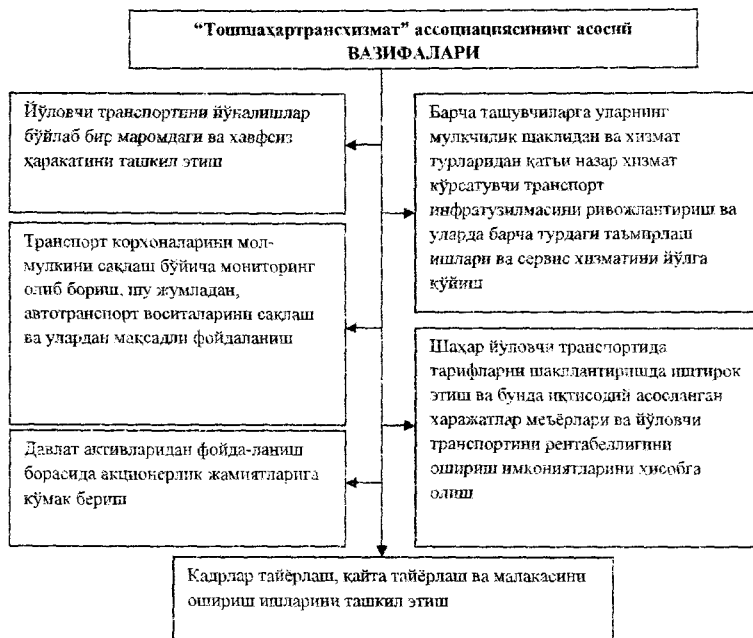 “Тошшаҳартрансхизмат” ассоциациясининг асосий
ВАЗИФАЛАРИ
Йўловчи транспортини йўналишлар
бўйлаб бир маромдаги ва хавфсиз
ҳаракатини ташкил этиш
Транспорт корхоналарини мол-
мулкини сақлаш бўйича мониторинг
олиб бориш, шу жумладан,
автотранспорт воситаларини сақлаш
ва улардан мақсадли фойдаланиш
Давлат активларидан фойда-ланиш
борасида акционерлик жамиятларига
кўмак бериш
Барча ташувчиларга уларнинг
мулкчилик шаклидан ва хизмат
турларидан қатъи назар хизмат
кўрсатувчи транспорт
инфратузилмасини ривожлантириш ва
уларда барча турдаги таъмирлаш
ишлари ва сервис хизматини йўлга
қўйиш
Шаҳар йўловчи транспортида
тарифларни шакллантиришда иштирок
этиш ва бунда иқтисодий асосланган
харажатлар меъёрлари ва йўловчи
транспортини рентабеллигини
ошириш имкониятларини ҳисобга
олиш
Кадрлар тайёрлаш, қайта тайёрлаш ва малакасини
ошириш ишларини ташкил этиш